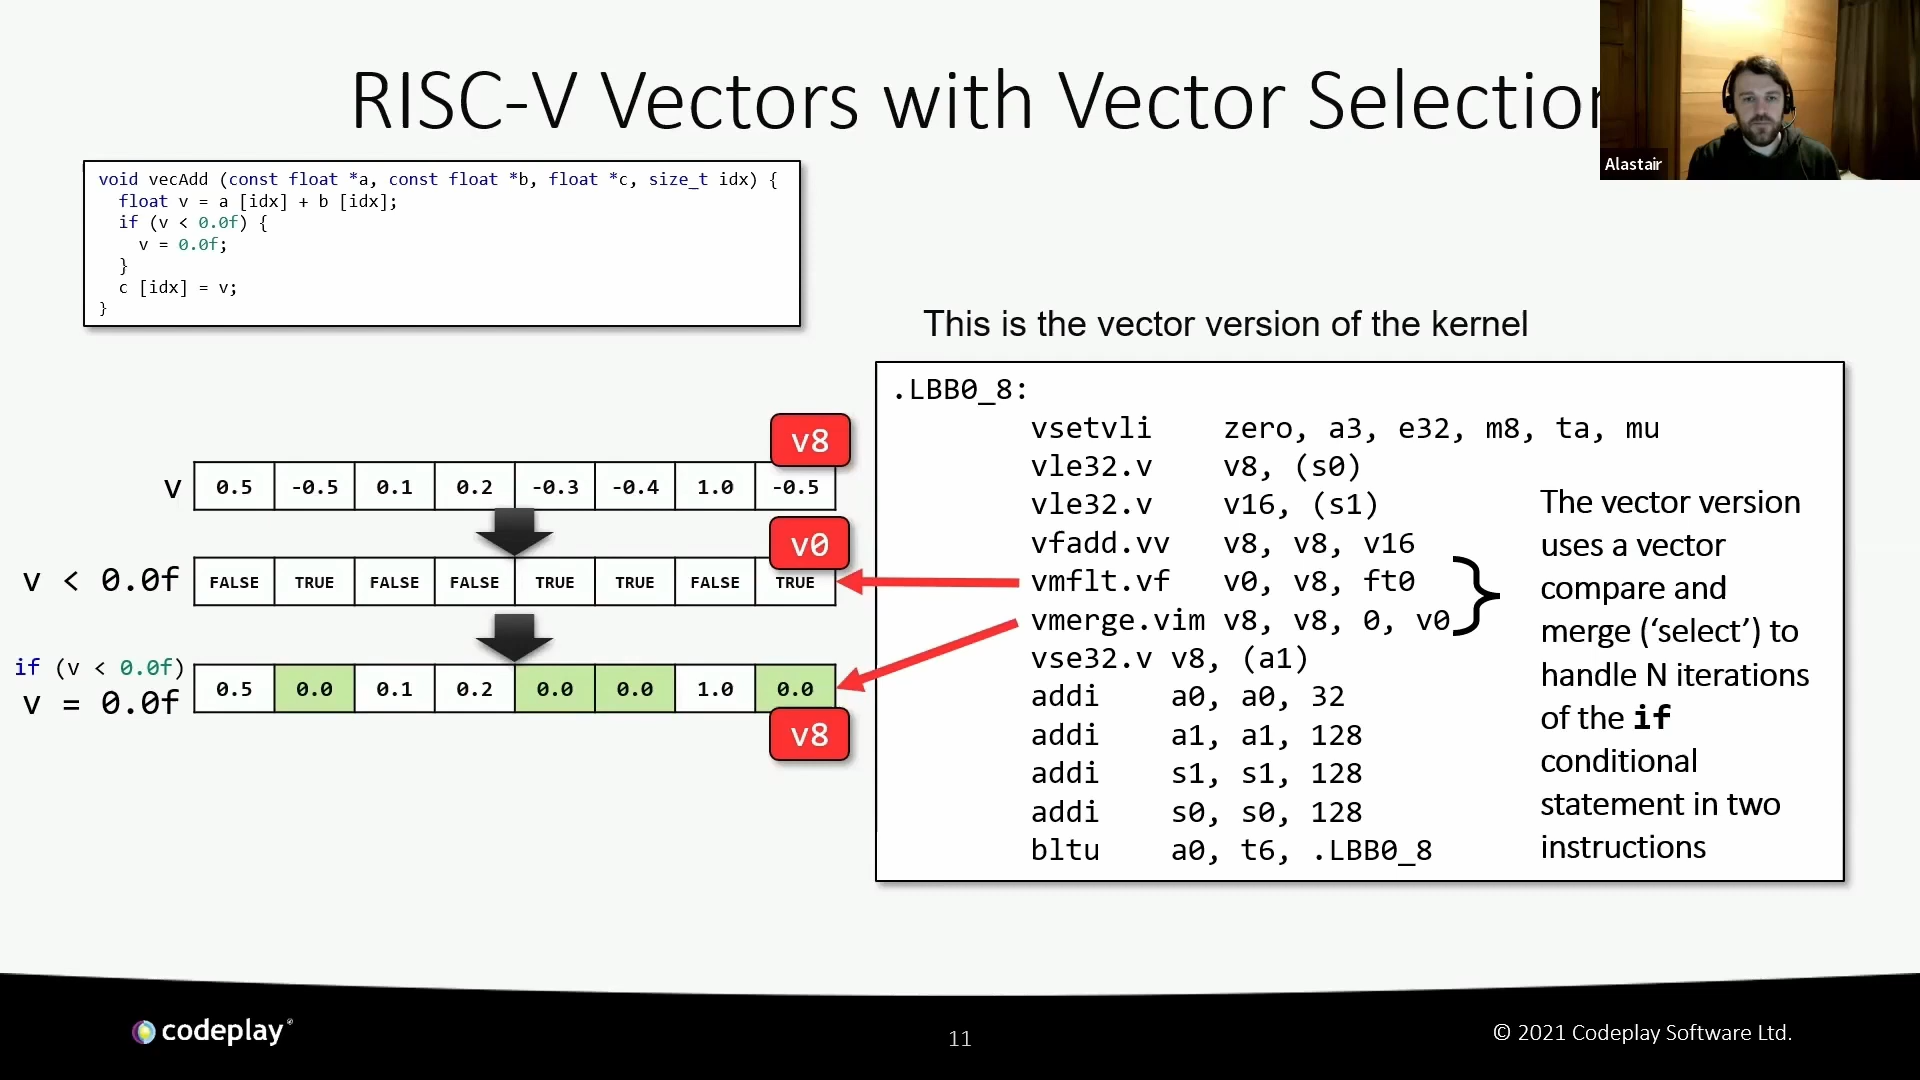 RISC-V Vectors with Vector Selection
Alastair
void vecAdd (const float *a, const float *b, float *c, size_t idx) {
float v = a [idx] + b [idx];
if (v < 0.0f) {
v = 0.0f;
}
c [idx] = v;
}
This is the vector version of the kernel
v8
v 0.5 -0.5 0.1 0.2 -0.3 -0.4 1.0 -0.5
v0
v < 0.0f FALSE TRUE FALSE FALSE TRUE TRUE FALSE TRUE
if (v < 0.0f)
v = 0.0f 0.5 0.0 0.1 0.2 0.0 0.0 1.0 0.0
v8
.LBB0_8:
vsetvli zero, a3, e32, m8, ta, mu
vle32.v v8, (s0)
vle32.v v16, (s1)
vfadd.vv v8, v8, v16
vmflt.vf v0, v8, ft0
vmerge.vim v8, v8, 0, v0
vse32.v v8, (a1)
addi a0, a0, 32
addi a1, a1, 128
addi s1, s1, 128
addi s0, s0, 128
bltu a0, t6, .LBB0_8
The vector version
uses a vector
compare and
merge (‘select’) to
handle N iterations
of the if
conditional
statement in two
instructions
codeplay
11
© 2021 Codeplay Software Ltd.